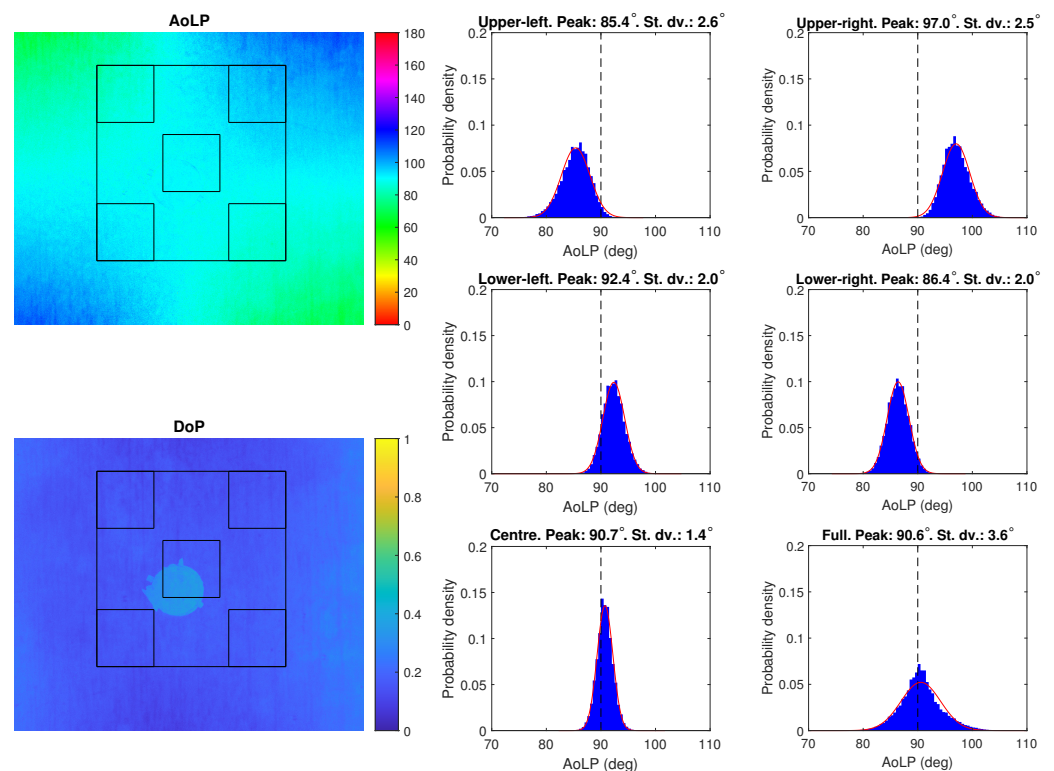 AoLP
180
160
140
120
100
80
60
40
20
0
Upper-left. Peak: 85.4°. St. dv.: 2.6°
0.2
0.15
0.1
0.05
0
Probability density
70 80 90 100 110
AoLP (deg)
Upper-right. Peak: 97.0°. St. dv.: 2.5°
0.2
0.15
0.1
0.05
0
Probability density
70 80 90 100 110
AoLP (deg)
Lower-left. Peak: 92.4°. St. dv.: 2.0°
0.2
0.15
0.1
0.05
0
Probability density
70 80 90 100 110
AoLP (deg)
Lower-right. Peak: 86.4°. St. dv.: 2.0°
0.2
0.15
0.1
0.05
0
Probability density
70 80 90 100 110
AoLP (deg)
DoP
1
0.8
0.6
0.4
0.2
0
Centre. Peak: 90.7°. St. dv.: 1.4°
0.2
0.15
0.1
0.05
0
Probability density
70 80 90 100 110
AoLP (deg)
Full. Peak: 90.6°. St. dv.: 3.6°
0.2
0.15
0.1
0.05
0
Probability density
70 80 90 100 110
AoLP (deg)